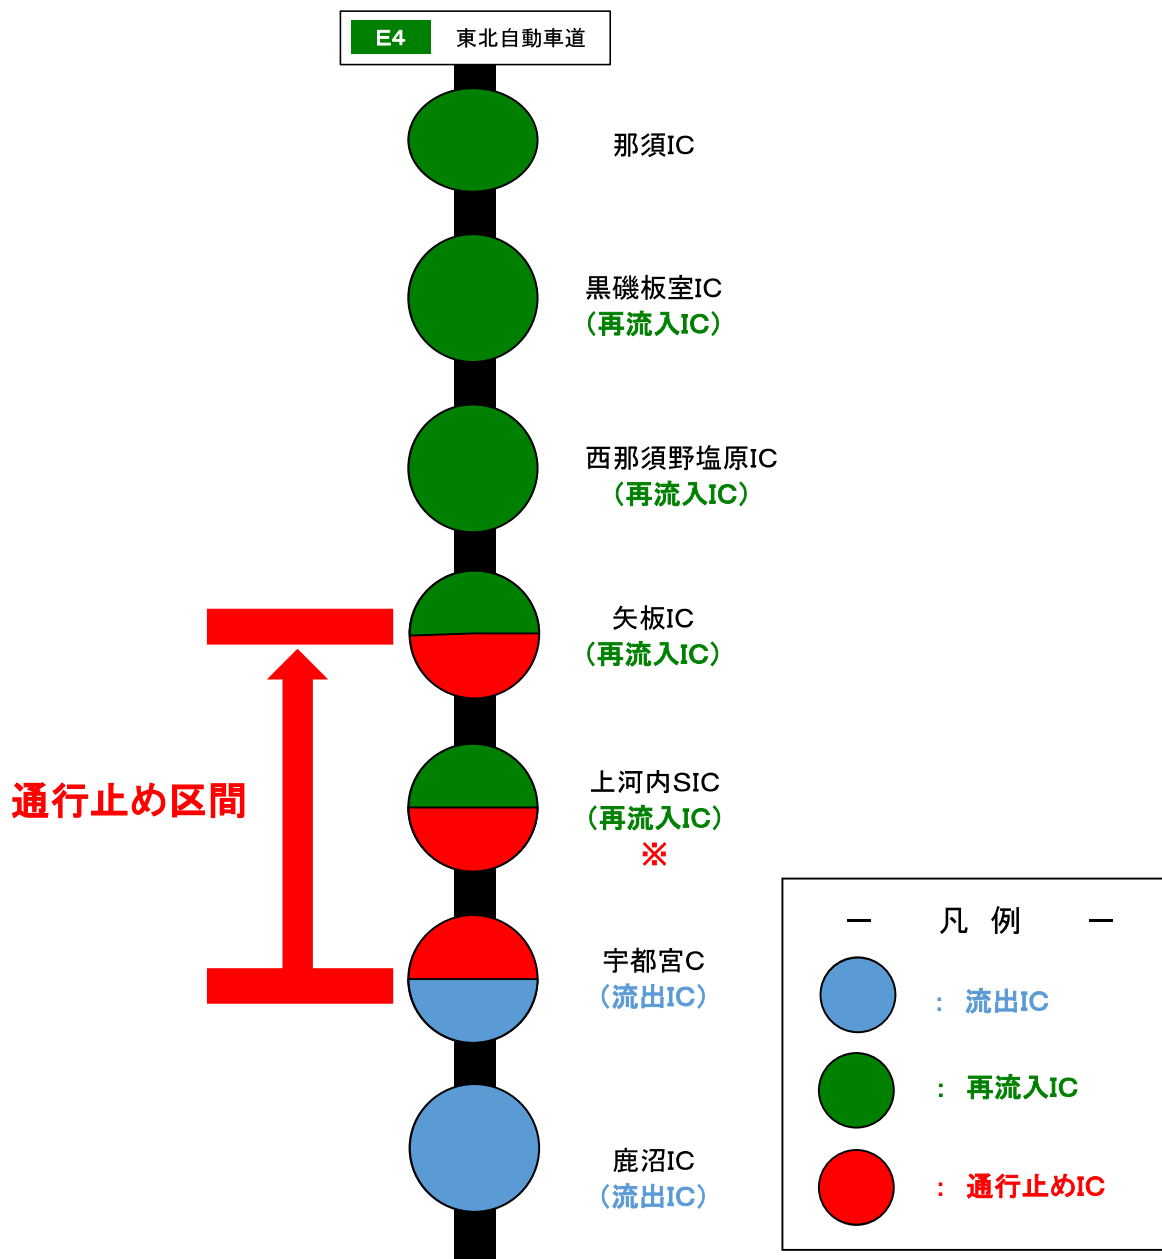 E4 東北自動車道
那須IC
黒磯板室IC
（再流入IC）
西那須野塩原IC
（再流入IC）
矢板IC
（再流入IC）
通行止め区間
上河内SIC
（再流入IC）
※
宇都宮C
（流出IC）
鹿沼IC
（流出IC）
― 凡 例 ―
： 流出IC
： 再流入IC
： 通行止めIC